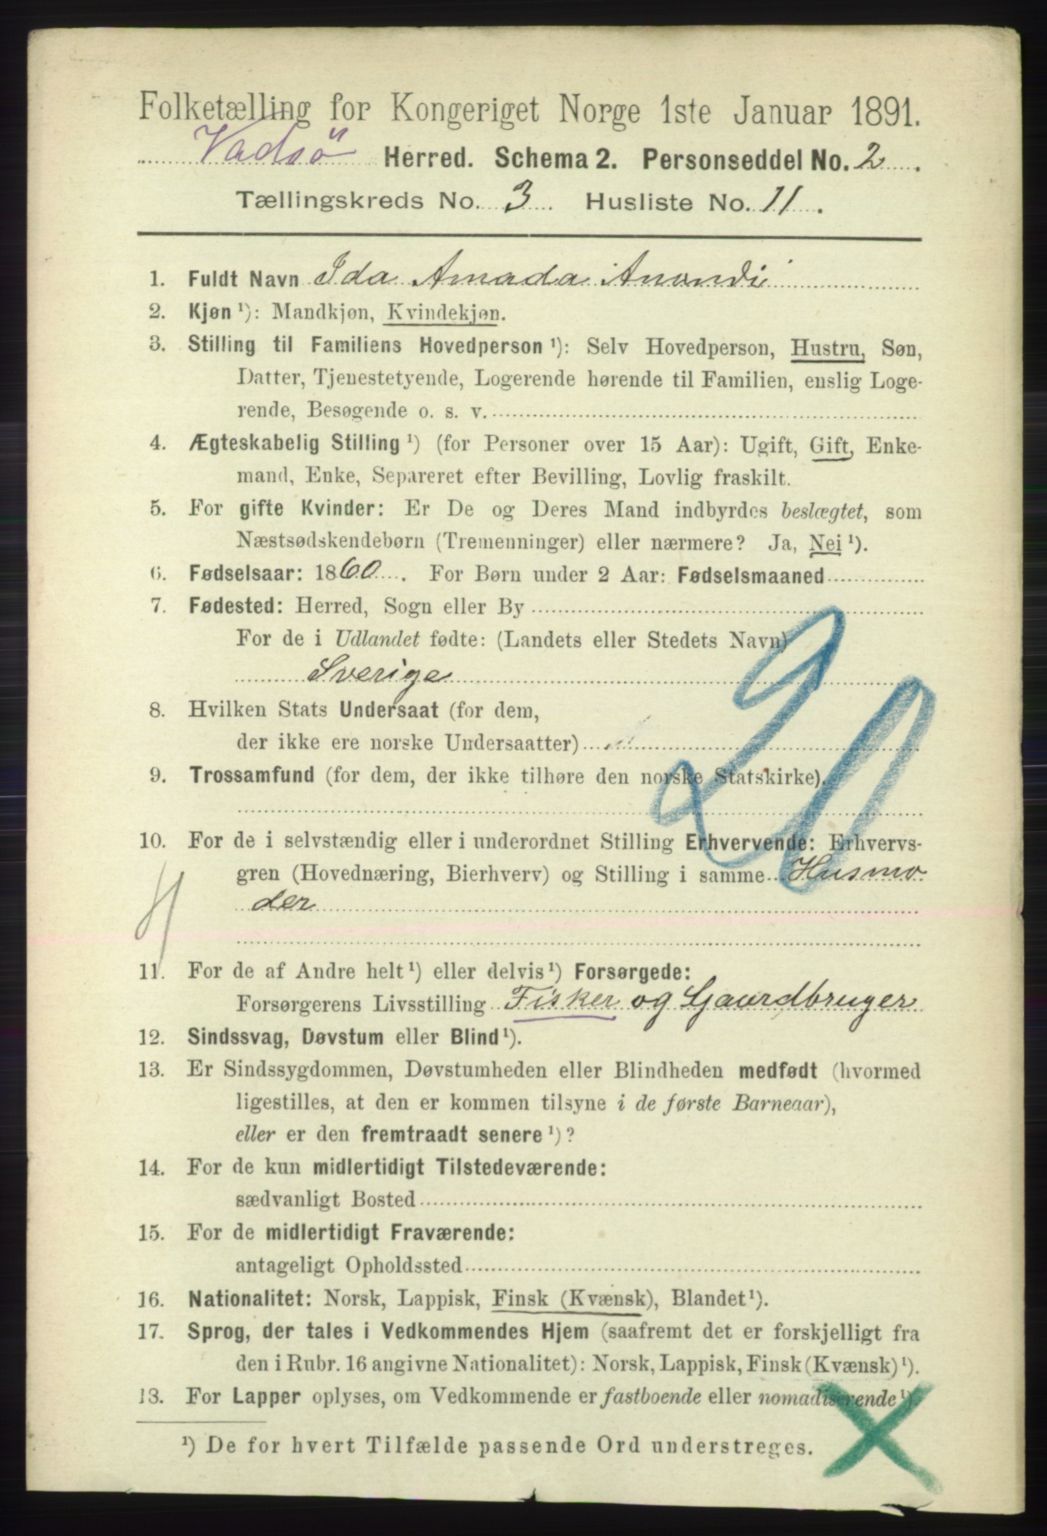 Folketælling for Kongeriget Norge 1ste Januar 1891.
Vadsö Herred. Schema 2. Personseddel No. 2.
Tællingskreds No. 3. Husliste No. 11.
1. Fuldt Navn Ida Amada
2. Kjøn ¹): Mandkjøn, Kvindekjøn.
3. Stilling til Familiens Hovedperson ¹): Selv Hovedperson, Hustru, Søn,
Datter, Tjenestetyende, Logerende hørende til Familien, enslig Loge-
rende, Besøgende o. s. v.
4. Ægteskabelig Stilling ¹) (for Personer over 15 Aar): Ugift, Gift, Enke-
mand, Enke, Separeret efter Bevilling, Lovlig fraskilt.
5. For gifte Kvinder: Er De og Deres Mand indbyrdes beslægtet, som
Næstsødskendebørn (Tremenninger) eller nærmere? Ja, Nei ¹).
6. Fødselsaar: 1860. For Børn under 2 Aar: Fødselsmaaned
7. Fødested: Herred, Sogn eller By
For de i Udlandet fødte: (Landets eller Stedets Navn)
Sverige
20
8. Hvilken Stats Undersaat (for dem,
der ikke ere norske Undersaatter)
9. Trossamfund (for dem, der ikke tilhøre den norske Statskirke).
10. For de i selvstændig eller i underordnet Stilling Erhvervende: Erhvervs-
gren (Hovednæring, Bierhverv) og Stilling i samme Husmo
der
11. For de af Andre helt ¹) eller delvis ¹) Forsørgede:
Forsørgerens Livsstilling Fisker og Gaardbruger
12. Sindssvag, Døvstum eller Blind ¹).
13. Er Sindssygdommen, Døvstumheden eller Blindheden medfødt (hvormed
ligestilles, at den er kommen tilsyne i de første Barneaar),
eller er den fremtraadt senere ¹)?
14. For de kun midlertidigt Tilstedeværende:
sædvanligt Bosted
15. For de midlertidigt Fraværende:
antageligt Opholdssted
16. Nationalitet: Norsk, Lappisk, Finsk (Kvænsk), Blandet ¹).
17. Sprog, der tales i Vedkommendes Hjem (saafremt det er forskjelligt fra
den i Rubr. 16 angivne Nationalitet): Norsk, Lappisk, Finsk (Kvænsk) ¹).
13. For Lapper oplyses, om Vedkommende er fastboende eller nomadiserende ¹).
¹) De for hvert Tilfælde passende Ord understreges.